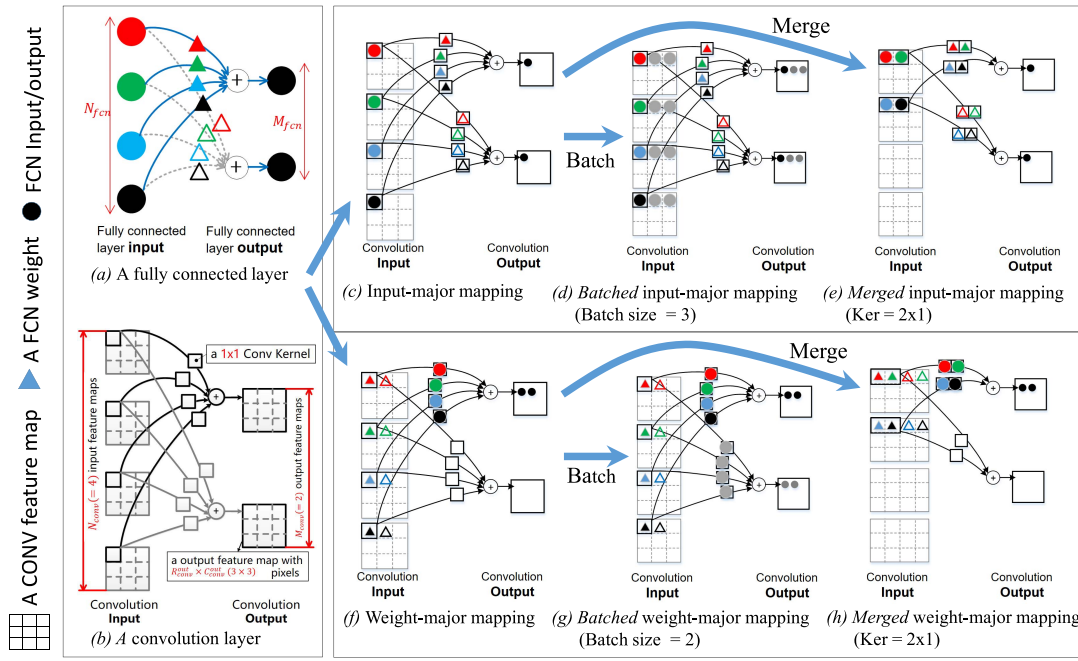 A CONV feature map
A FCN weight
FCN Input/output
N_fcn
M_fcn
+
+
Fully connected
layer input
Fully connected
layer output
(a) A fully connected layer
a 1x1 Conv Kernel
N_conv(= 4) input feature maps
M_conv(= 2) output feature maps
+
+
a output feature map with
R^out_conv × C^out_conv (3 × 3) pixels
Convolution
Input
Convolution
Output
(b) A convolution layer
Merge
Batch
+
+
+
+
+
+
Convolution
Input
Convolution
Output
Convolution
Input
Convolution
Output
Convolution
Input
Convolution
Output
(c) Input-major mapping
(d) Batched input-major mapping
(Batch size = 3)
(e) Merged input-major mapping
(Ker = 2x1)
Merge
Batch
+
+
+
+
+
+
Convolution
Input
Convolution
Output
Convolution
Input
Convolution
Output
Convolution
Input
Convolution
Output
(f) Weight-major mapping
(g) Batched weight-major mapping
(Batch size = 2)
(h) Merged weight-major mapping
(Ker = 2x1)